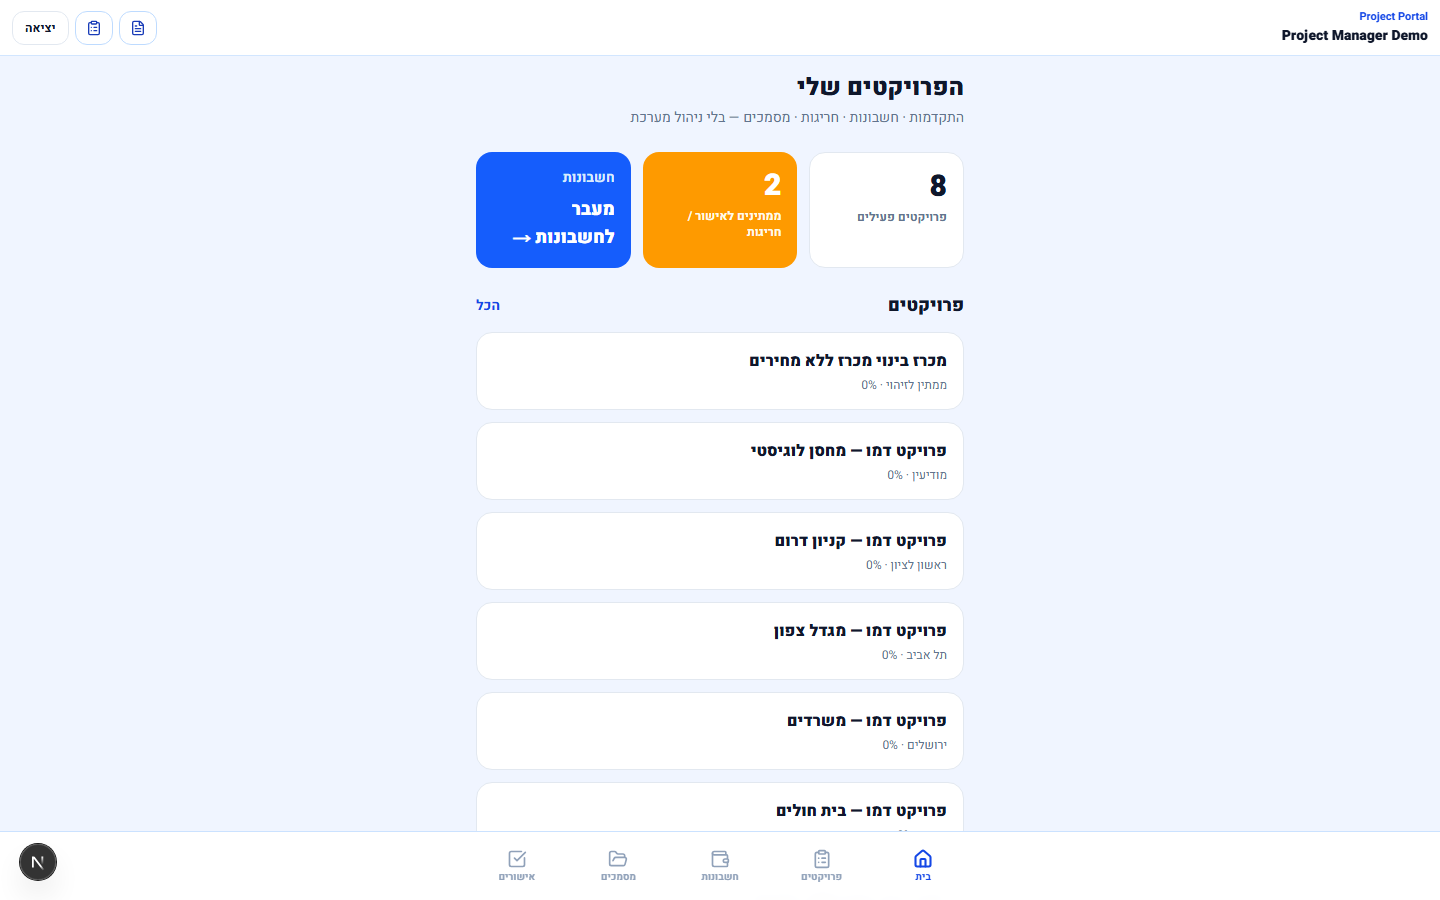 Project Portal
Project Manager Demo
יציאה
הפרויקטים שלי
התקדמות · חשבונות · חריגות · מסמכים — בלי ניהול מערכת
8
פרויקטים פעילים
2
ממתינים לאישור /
חריגות
חשבונות
מעבר
לחשבונות →
פרויקטים
הכל
מכרז בינוי מכרז ללא מחירים
ממתין לזיהוי · 0%
פרויקט דמו — מחסן לוגיסטי
מודיעין · 0%
פרויקט דמו — קניון דרום
ראשון לציון · 0%
פרויקט דמו — מגדל צפון
תל אביב · 0%
פרויקט דמו — משרדים
ירושלים · 0%
פרויקט דמו — בית חולים
בית
פרויקטים
חשבונות
מסמכים
אישורים
N